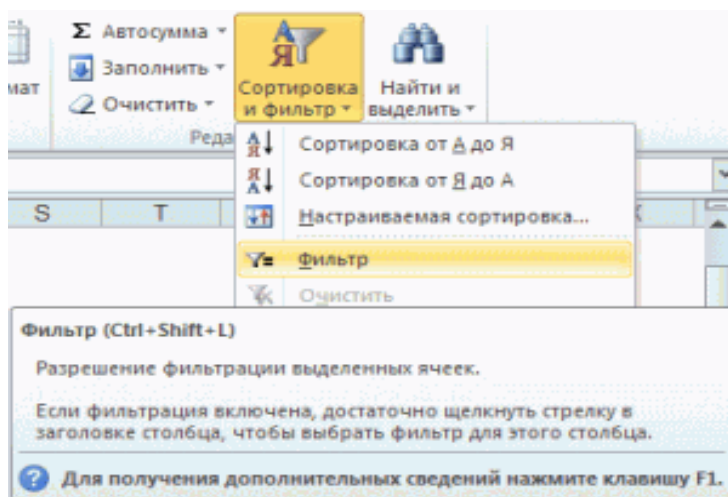 Σ Автосумма
Заполнить
Очистить
Сортировка
и фильтр
Найти и
выделить
мат
Реда
Сортировка от А до Я
Сортировка от Я до А
Настраиваемая сортировка...
Фильтр
Очистить
S T
Фильтр (Ctrl+Shift+L)
Разрешение фильтрации выделенных ячеек.
Если фильтрация включена, достаточно щелкнуть стрелку в
заголовке столбца, чтобы выбрать фильтр для этого столбца.
Для получения дополнительных сведений нажмите клавишу F1.